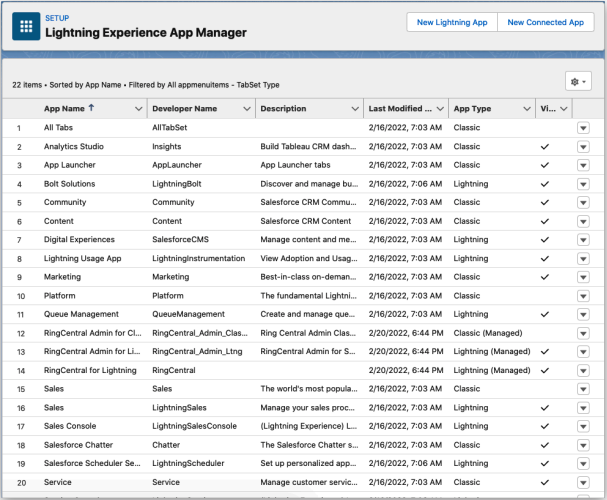 SETUP
Lightning Experience App Manager
New Lightning App New Connected App
22 items • Sorted by App Name • Filtered by All appmenuitems - TabSet Type
App Name ↑ Developer Name Description Last Modified ... App Type Vi...
1 All Tabs AllTabSet 2/16/2022, 7:03 AM Classic
2 Analytics Studio Insights Build Tableau CRM dash... 2/16/2022, 7:03 AM Classic ✓
3 App Launcher AppLauncher App Launcher tabs 2/16/2022, 7:03 AM Classic ✓
4 Bolt Solutions LightningBolt Discover and manage bu... 2/16/2022, 7:06 AM Lightning ✓
5 Community Community Salesforce CRM Commu... 2/16/2022, 7:03 AM Classic ✓
6 Content Content Salesforce CRM Content 2/16/2022, 7:03 AM Classic ✓
7 Digital Experiences SalesforceCMS Manage content and me... 2/16/2022, 7:03 AM Lightning ✓
8 Lightning Usage App LightningInstrumentation View Adoption and Usag... 2/16/2022, 7:03 AM Lightning ✓
9 Marketing Marketing Best-in-class on-deman... 2/16/2022, 7:03 AM Classic ✓
10 Platform Platform The fundamental Lightni... 2/16/2022, 7:03 AM Classic
11 Queue Management QueueManagement Create and manage que... 2/16/2022, 7:03 AM Lightning ✓
12 RingCentral Admin for Cl... RingCentral_Admin_Clas... Ring Central Admin Clas... 2/20/2022, 6:44 PM Classic (Managed)
13 RingCentral Admin for Li... RingCentral_Admin_Ltng RingCentral Admin for S... 2/20/2022, 6:44 PM Lightning (Managed) ✓
14 RingCentral for Lightning RingCentral 2/20/2022, 6:44 PM Lightning (Managed) ✓
15 Sales Sales The world's most popula... 2/16/2022, 7:03 AM Classic
16 Sales LightningSales Manage your sales proc... 2/16/2022, 7:03 AM Lightning ✓
17 Sales Console LightningSalesConsole (Lightning Experience) L... 2/16/2022, 7:03 AM Lightning ✓
18 Salesforce Chatter Chatter The Salesforce Chatter s... 2/16/2022, 7:03 AM Classic ✓
19 Salesforce Scheduler Se... LightningScheduler Set up personalized app... 2/16/2022, 7:06 AM Lightning ✓
20 Service Service Manage customer servic... 2/16/2022, 7:03 AM Classic ✓